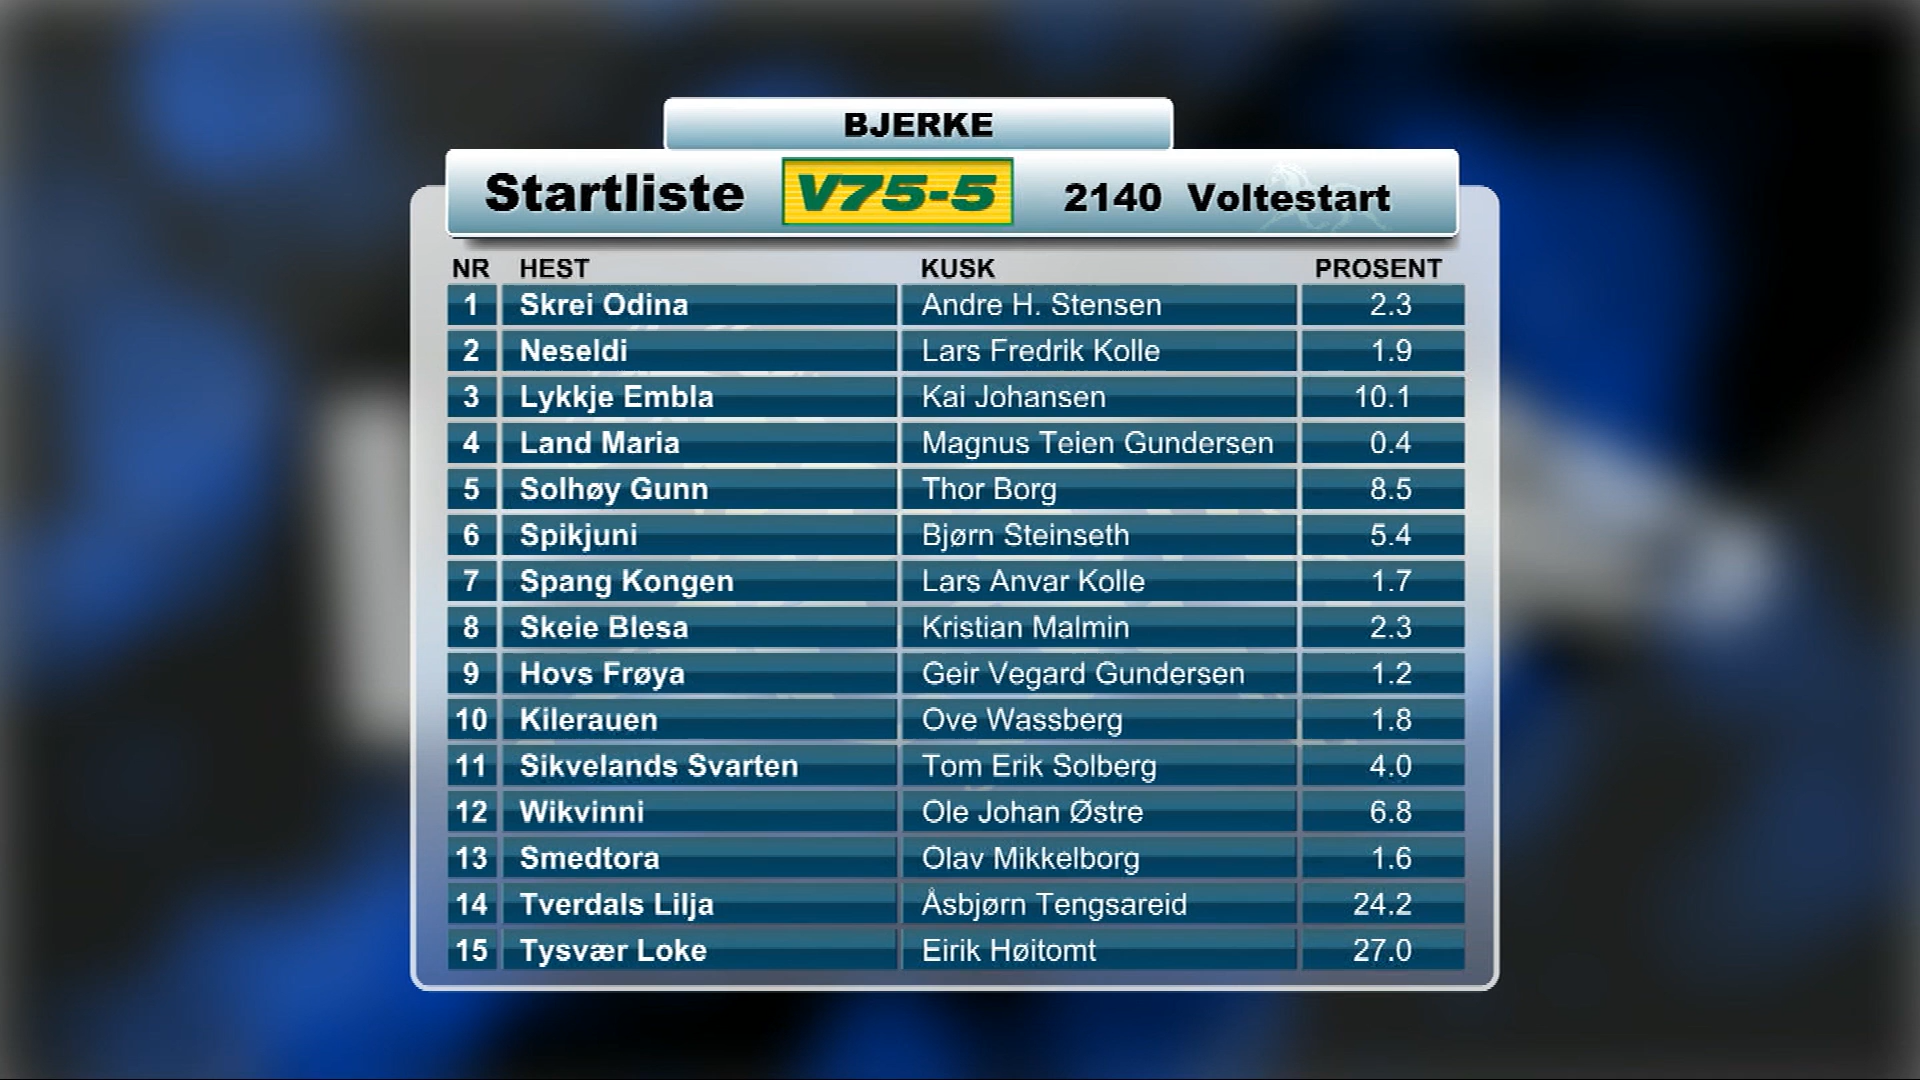 BJERKE
Startliste V75-5 2140 Voltestart
NR HEST KUSK PROSENT
1 Skrei Odina Andre H. Stensen 2.3
2 Neseldi Lars Fredrik Kolle 1.9
3 Lykkje Embla Kai Johansen 10.1
4 Land Maria Magnus Teien Gundersen 0.4
5 Solhøy Gunn Thor Borg 8.5
6 Spikjuni Bjørn Steinseth 5.4
7 Spang Kongen Lars Anvar Kolle 1.7
8 Skeie Blesa Kristian Malmin 2.3
9 Hovs Frøya Geir Vegard Gundersen 1.2
10 Kilerauen Ove Wassberg 1.8
11 Sikvelands Svarten Tom Erik Solberg 4.0
12 Wikvinni Ole Johan Østre 6.8
13 Smedtora Olav Mikkelborg 1.6
14 Tverdals Lilja Åsbjørn Tengsareid 24.2
15 Tysvær Loke Eirik Høitomt 27.0